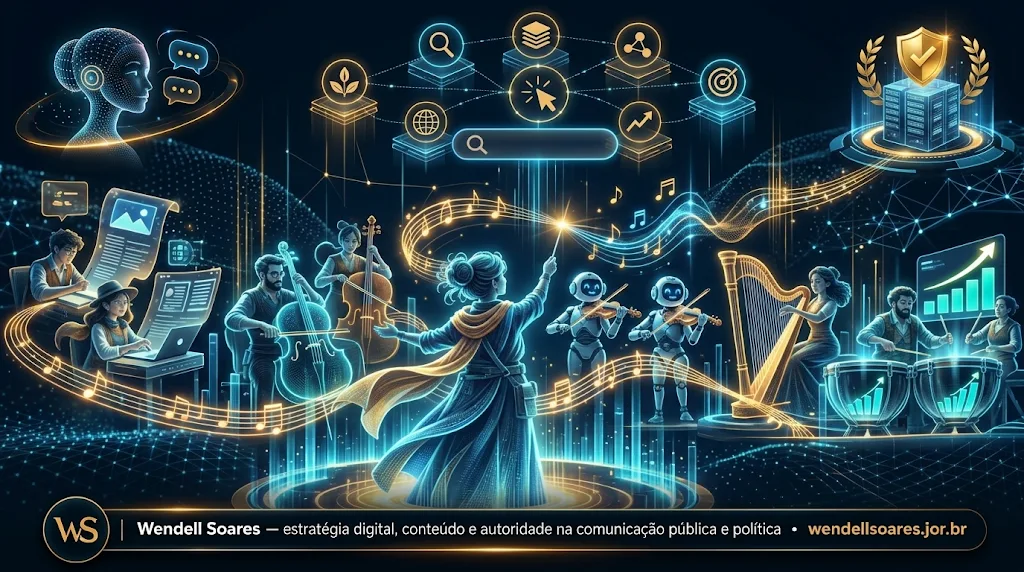 WS
Wendell Soares — estratégia digital, conteúdo e autoridade na comunicação pública e política • wendellsoares.jor.br